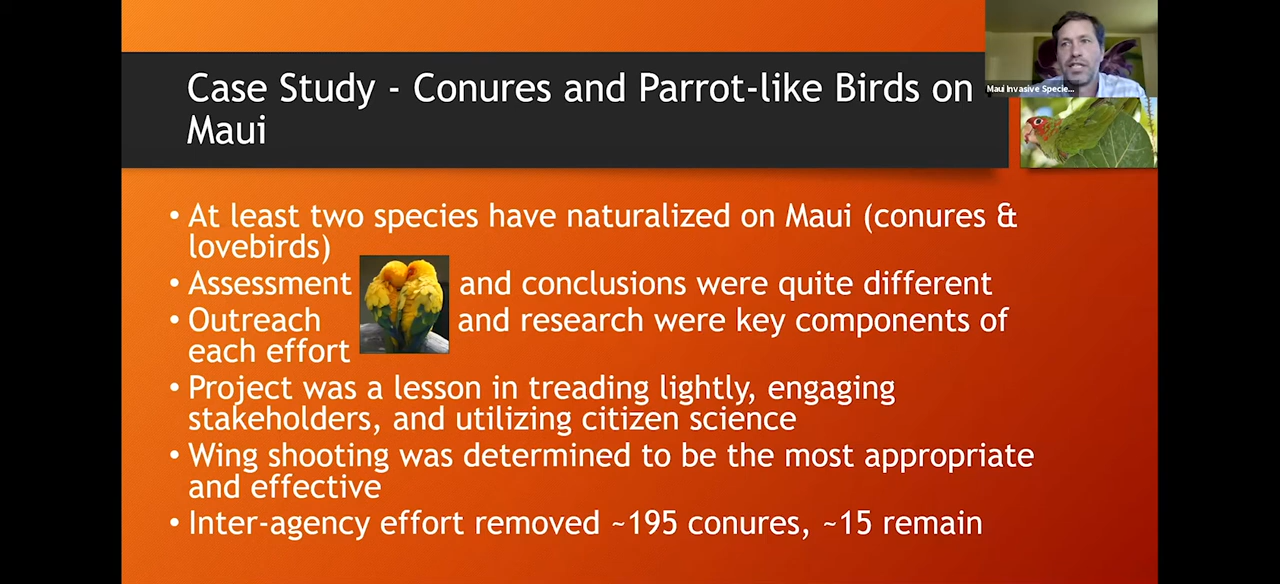 Case Study - Conures and Parrot-like Birds on
Maui
Maui Invasive Specie...
• At least two species have naturalized on Maui (conures &
lovebirds)
• Assessment and conclusions were quite different
• Outreach and research were key components of
each effort
• Project was a lesson in treading lightly, engaging
stakeholders, and utilizing citizen science
• Wing shooting was determined to be the most appropriate
and effective
• Inter-agency effort removed ~195 conures, ~15 remain